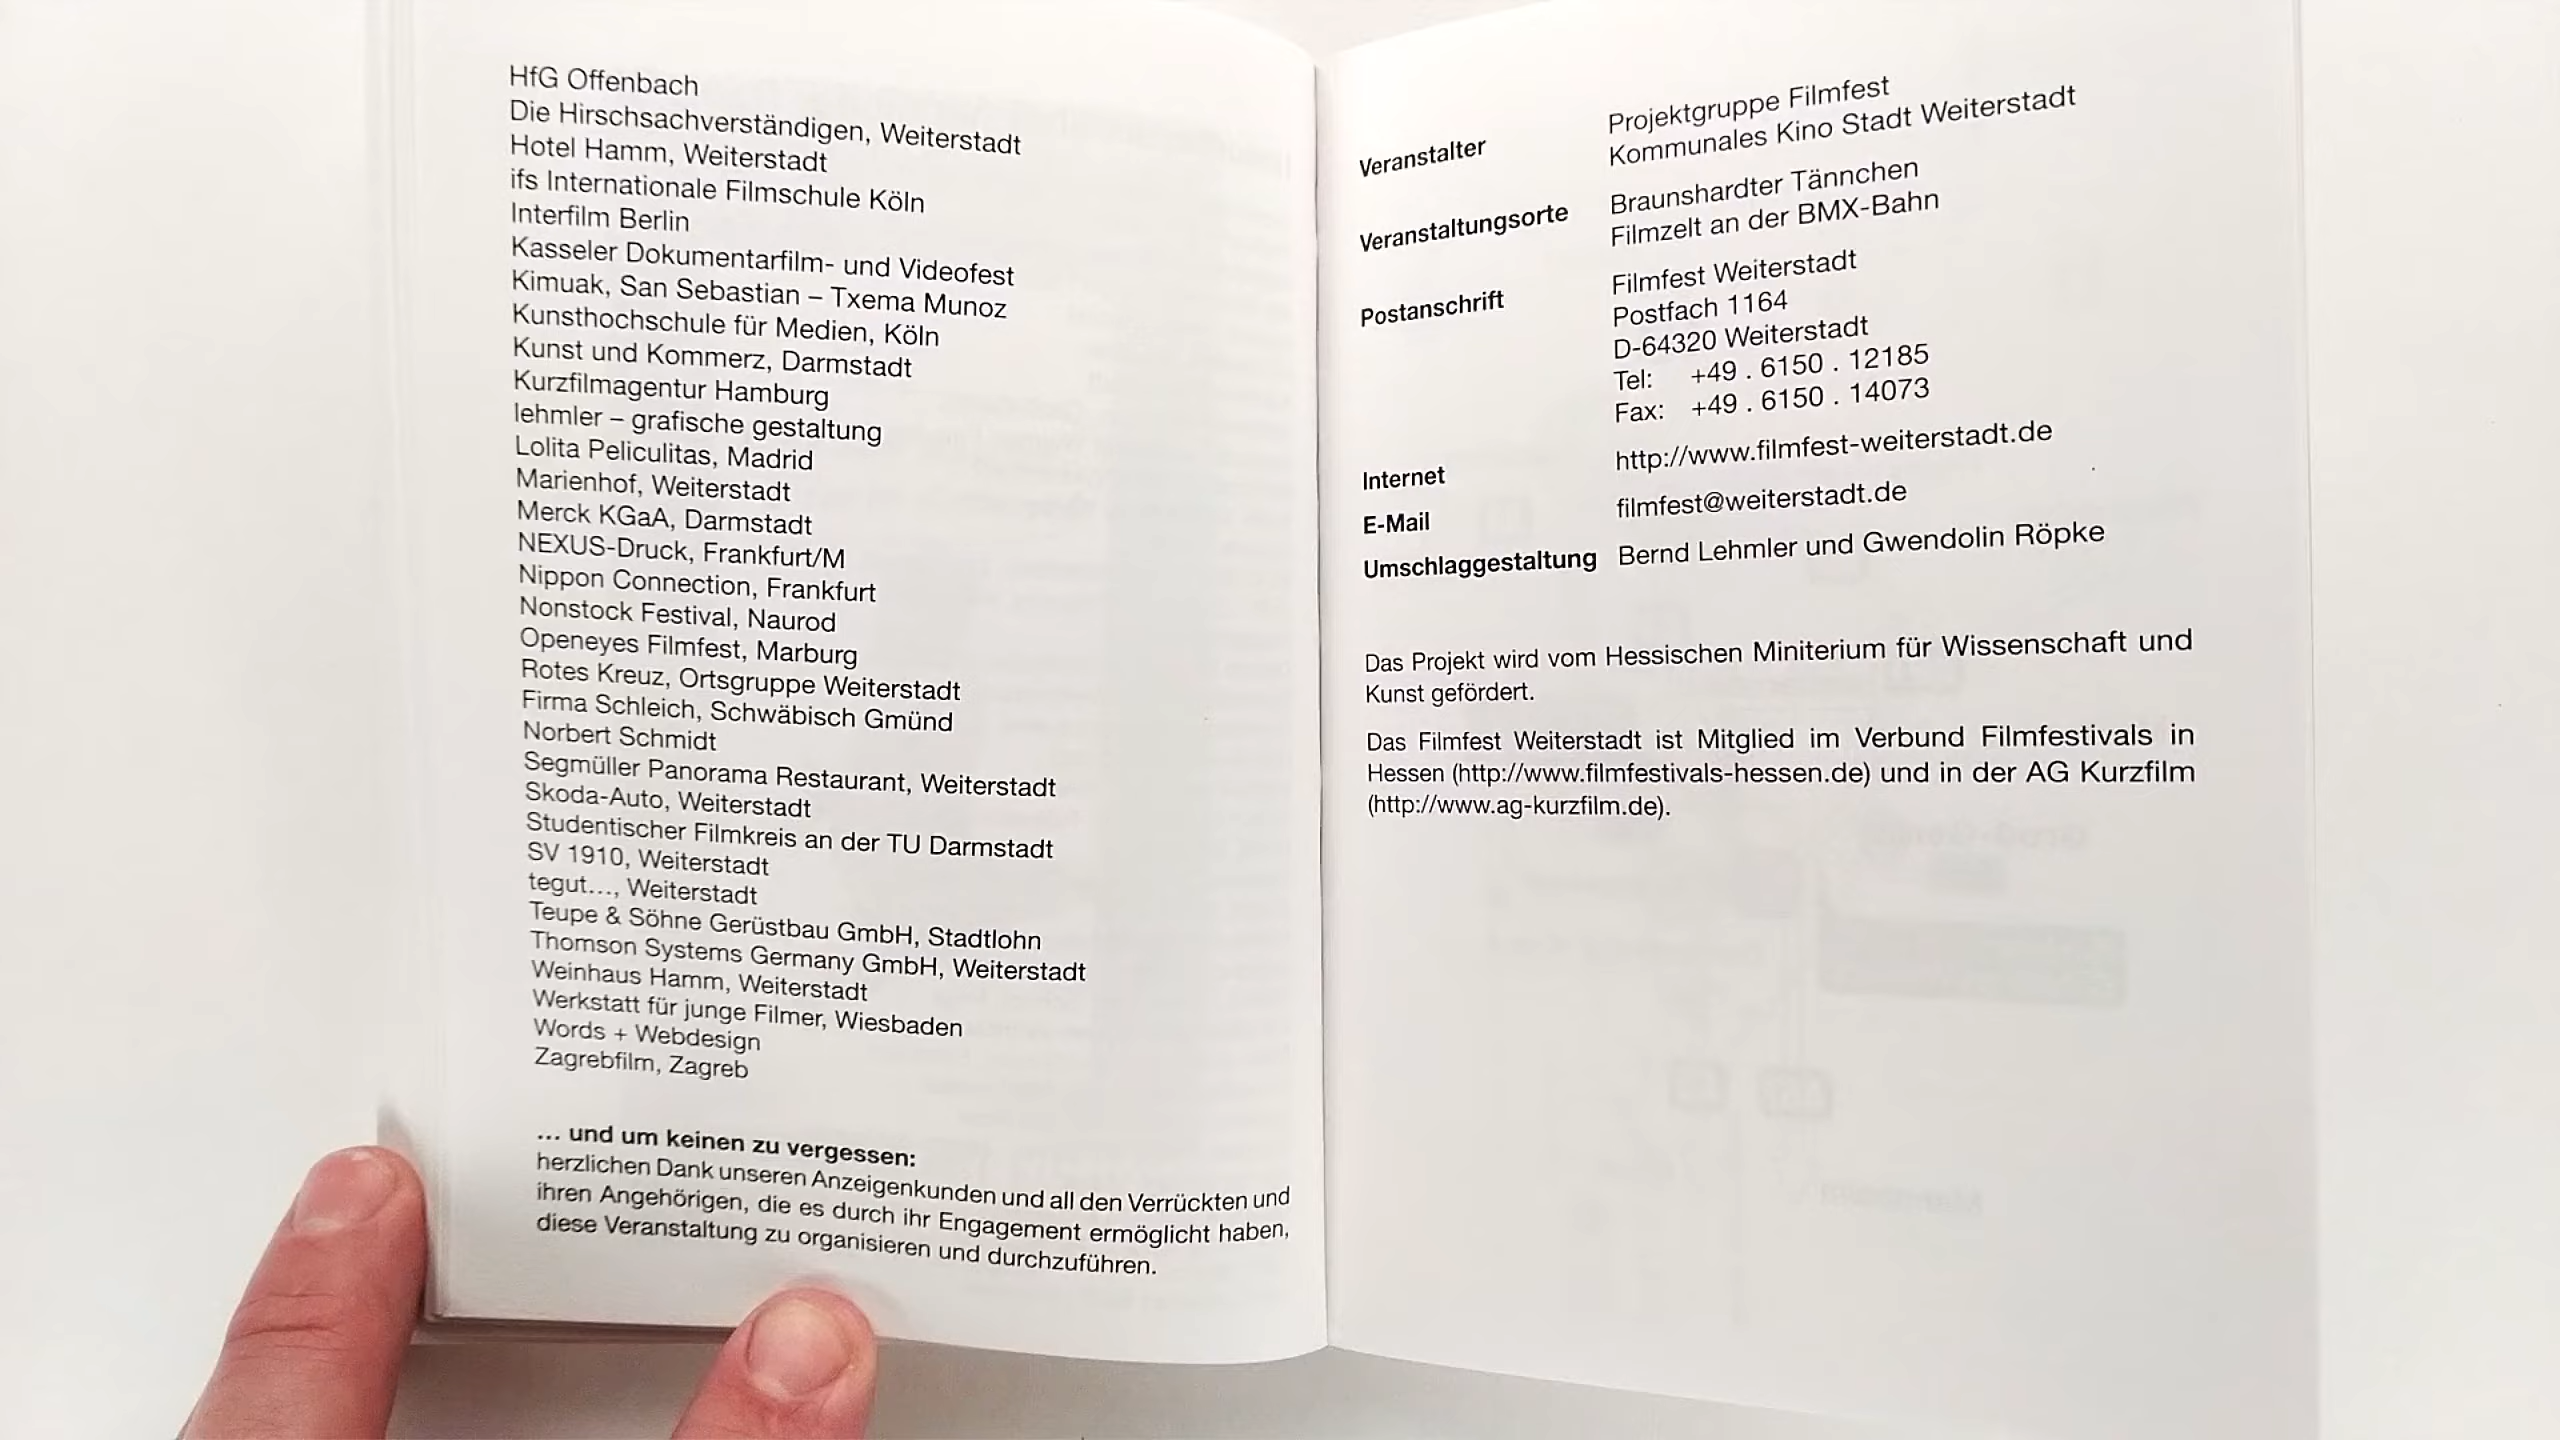 HfG Offenbach
Die Hirschsachverständigen, Weiterstadt
Hotel Hamm, Weiterstadt
ifs Internationale Filmschule Köln
Interfilm Berlin
Kasseler Dokumentarfilm- und Videofest
Kimuak, San Sebastian – Txema Munoz
Kunsthochschule für Medien, Köln
Kunst und Kommerz, Darmstadt
Kurzfilmagentur Hamburg
lehmler – grafische gestaltung
Lolita Peliculitas, Madrid
Marienhof, Weiterstadt
Merck KGaA, Darmstadt
NEXUS-Druck, Frankfurt/M
Nippon Connection, Frankfurt
Nonstock Festival, Naurod
Openeyes Filmfest, Marburg
Rotes Kreuz, Ortsgruppe Weiterstadt
Firma Schleich, Schwäbisch Gmünd
Norbert Schmidt
Segmüller Panorama Restaurant, Weiterstadt
Skoda-Auto, Weiterstadt
Studentischer Filmkreis an der TU Darmstadt
SV 1910, Weiterstadt
tegut..., Weiterstadt
Teupe & Söhne Gerüstbau GmbH, Stadtlohn
Thomson Systems Germany GmbH, Weiterstadt
Weinhaus Hamm, Weiterstadt
Werkstatt für junge Filmer, Wiesbaden
Words + Webdesign
Zagrebfilm, Zagreb
... und um keinen zu vergessen:
herzlichen Dank unseren Anzeigenkunden und all den Verrückten und
ihren Angehörigen, die es durch ihr Engagement ermöglicht haben,
diese Veranstaltung zu organisieren und durchzuführen.
Veranstalter Projektgruppe Filmfest
Kommunales Kino Stadt Weiterstadt
Veranstaltungsorte Braunshardter Tännchen
Filmzelt an der BMX-Bahn
Postanschrift Filmfest Weiterstadt
Postfach 1164
D-64320 Weiterstadt
Tel: +49 . 6150 . 12185
Fax: +49 . 6150 . 14073
Internet http://www.filmfest-weiterstadt.de
E-Mail filmfest@weiterstadt.de
Umschlaggestaltung Bernd Lehmler und Gwendolin Röpke
Das Projekt wird vom Hessischen Miniterium für Wissenschaft und
Kunst gefördert.
Das Filmfest Weiterstadt ist Mitglied im Verbund Filmfestivals in
Hessen (http://www.filmfestivals-hessen.de) und in der AG Kurzfilm
(http://www.ag-kurzfilm.de).